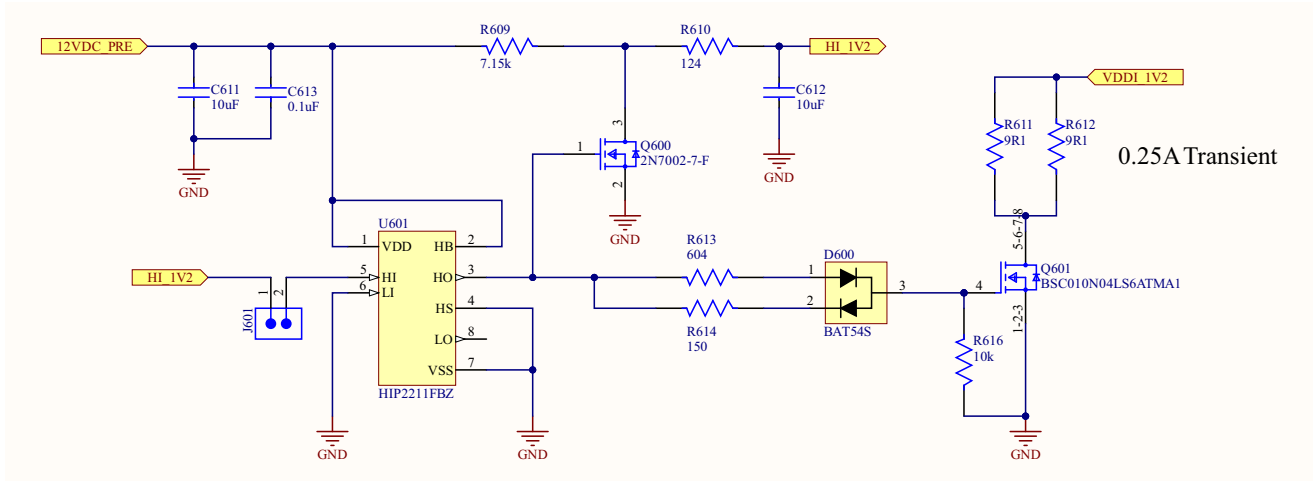 12VDC_PRE
R609
7.15k
R610
124
HI_1V2
C611
10uF
C613
0.1uF
C612
10uF
VDDI_1V2
3
1
Q600
2N7002-7-F
2
GND
GND
GND
R611
9R1
R612
9R1
0.25A Transient
U601
1 VDD HB 2
5 HI HO 3
6 LI
HS 4
LO 8
VSS 7
HIP2211FBZ
HI_1V2
1
2
J601
R613
604
R614
150
D600
1
2
3
BAT54S
5-6-7-8
4
Q601
BSC010N04LS6ATMA1
1-2-3
R616
10k
GND
GND
GND